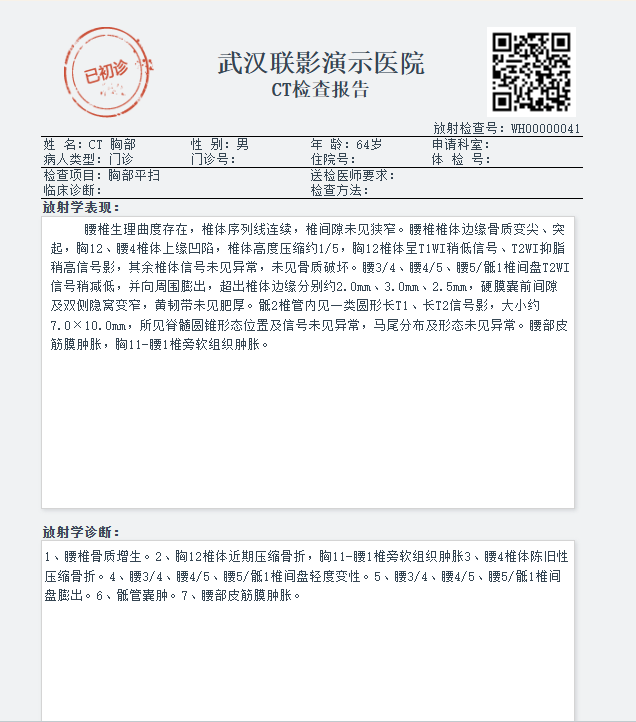 已初诊
武汉联影演示医院
CT检查报告
放射检查号：WH00000041
姓 名：CT 胸部 性 别：男 年 龄：64岁 申请科室：
病人类型：门诊 门诊号： 住院号： 体 检 号：
检查项目：胸部平扫 送检医师要求：
临床诊断： 检查方法：
放射学表现：
腰椎生理曲度存在，椎体序列线连续，椎间隙未见狭窄。腰椎椎体边缘骨质变尖、突
起，胸12、腰4椎体上缘凹陷，椎体高度压缩约1/5，胸12椎体呈T1WI稍低信号、T2WI抑脂
稍高信号影，其余椎体信号未见异常，未见骨质破坏。腰3/4、腰4/5、腰5/骶1椎间盘T2WI
信号稍减低，并向周围膨出，超出椎体边缘分别约2.0mm、3.0mm、2.5mm，硬膜囊前间隙
及双侧隐窝变窄，黄韧带未见肥厚。骶2椎管内见一类圆形长T1、长T2信号影，大小约
7.0×10.0mm，所见脊髓圆锥形态位置及信号未见异常，马尾分布及形态未见异常。腰部皮
筋膜肿胀，胸11-腰1椎旁软组织肿胀。
放射学诊断：
1、腰椎骨质增生。2、胸12椎体近期压缩骨折，胸11-腰1椎旁软组织肿胀3、腰4椎体陈旧性
压缩骨折。4、腰3/4、腰4/5、腰5/骶1椎间盘轻度变性。5、腰3/4、腰4/5、腰5/骶1椎间
盘膨出。6、骶管囊肿。7、腰部皮筋膜肿胀。